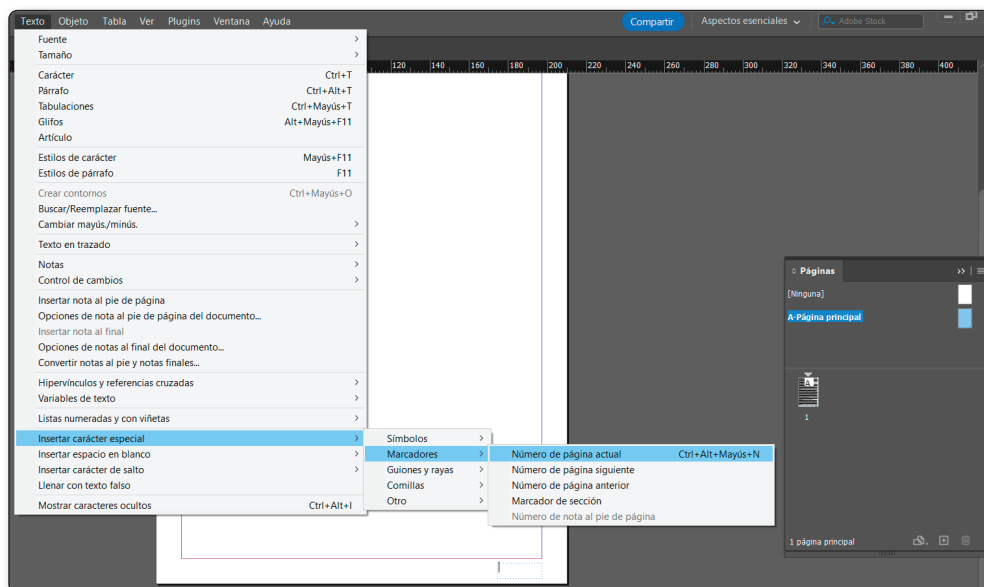 Texto Objeto Tabla Ver Plugins Ventana Ayuda Compartir Aspectos esenciales Adobe Stock
120 140 160 180 200 220 240 260 280 300 320 340 360 380 400
Fuente
Tamaño
Carácter Ctrl+T
Párrafo Ctrl+Alt+T
Tabulaciones Ctrl+Mayús+T
Glifos Alt+Mayús+F11
Artículo
Estilos de carácter Mayús+F11
Estilos de párrafo F11
Crear contornos Ctrl+Mayús+O
Buscar/Reemplazar fuente...
Cambiar mayús./minús.
Texto en trazado
Notas
Control de cambios
Insertar nota al pie de página
Opciones de nota al pie de página del documento...
Insertar nota al final
Opciones de notas al final del documento...
Convertir notas al pie y notas finales...
Hipervínculos y referencias cruzadas
Variables de texto
Listas numeradas y con viñetas
Insertar carácter especial
Insertar espacio en blanco
Insertar carácter de salto
Llenar con texto falso
Mostrar caracteres ocultos Ctrl+Alt+I
Símbolos
Marcadores
Guiones y rayas
Comillas
Otro
Número de página actual Ctrl+Alt+Mayús+N
Número de página siguiente
Número de página anterior
Marcador de sección
Número de nota al pie de página
Páginas
[Ninguna]
A-Página principal
A
1
1 página principal